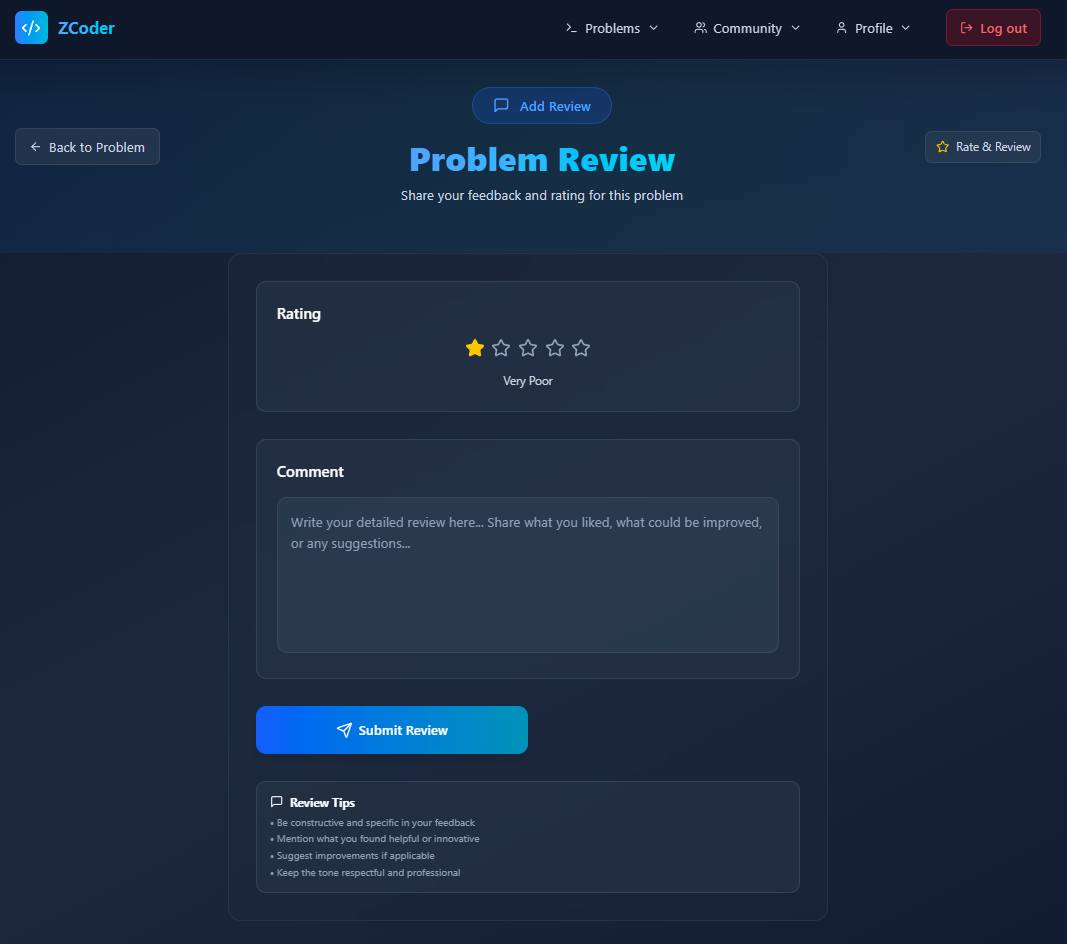 </> ZCoder
Problems
Community
Profile
Log out
Add Review
Back to Problem
Problem Review
Rate & Review
Share your feedback and rating for this problem
Rating
Very Poor
Comment
Write your detailed review here... Share what you liked, what could be improved,
or any suggestions...
Submit Review
Review Tips
• Be constructive and specific in your feedback
• Mention what you found helpful or innovative
• Suggest improvements if applicable
• Keep the tone respectful and professional